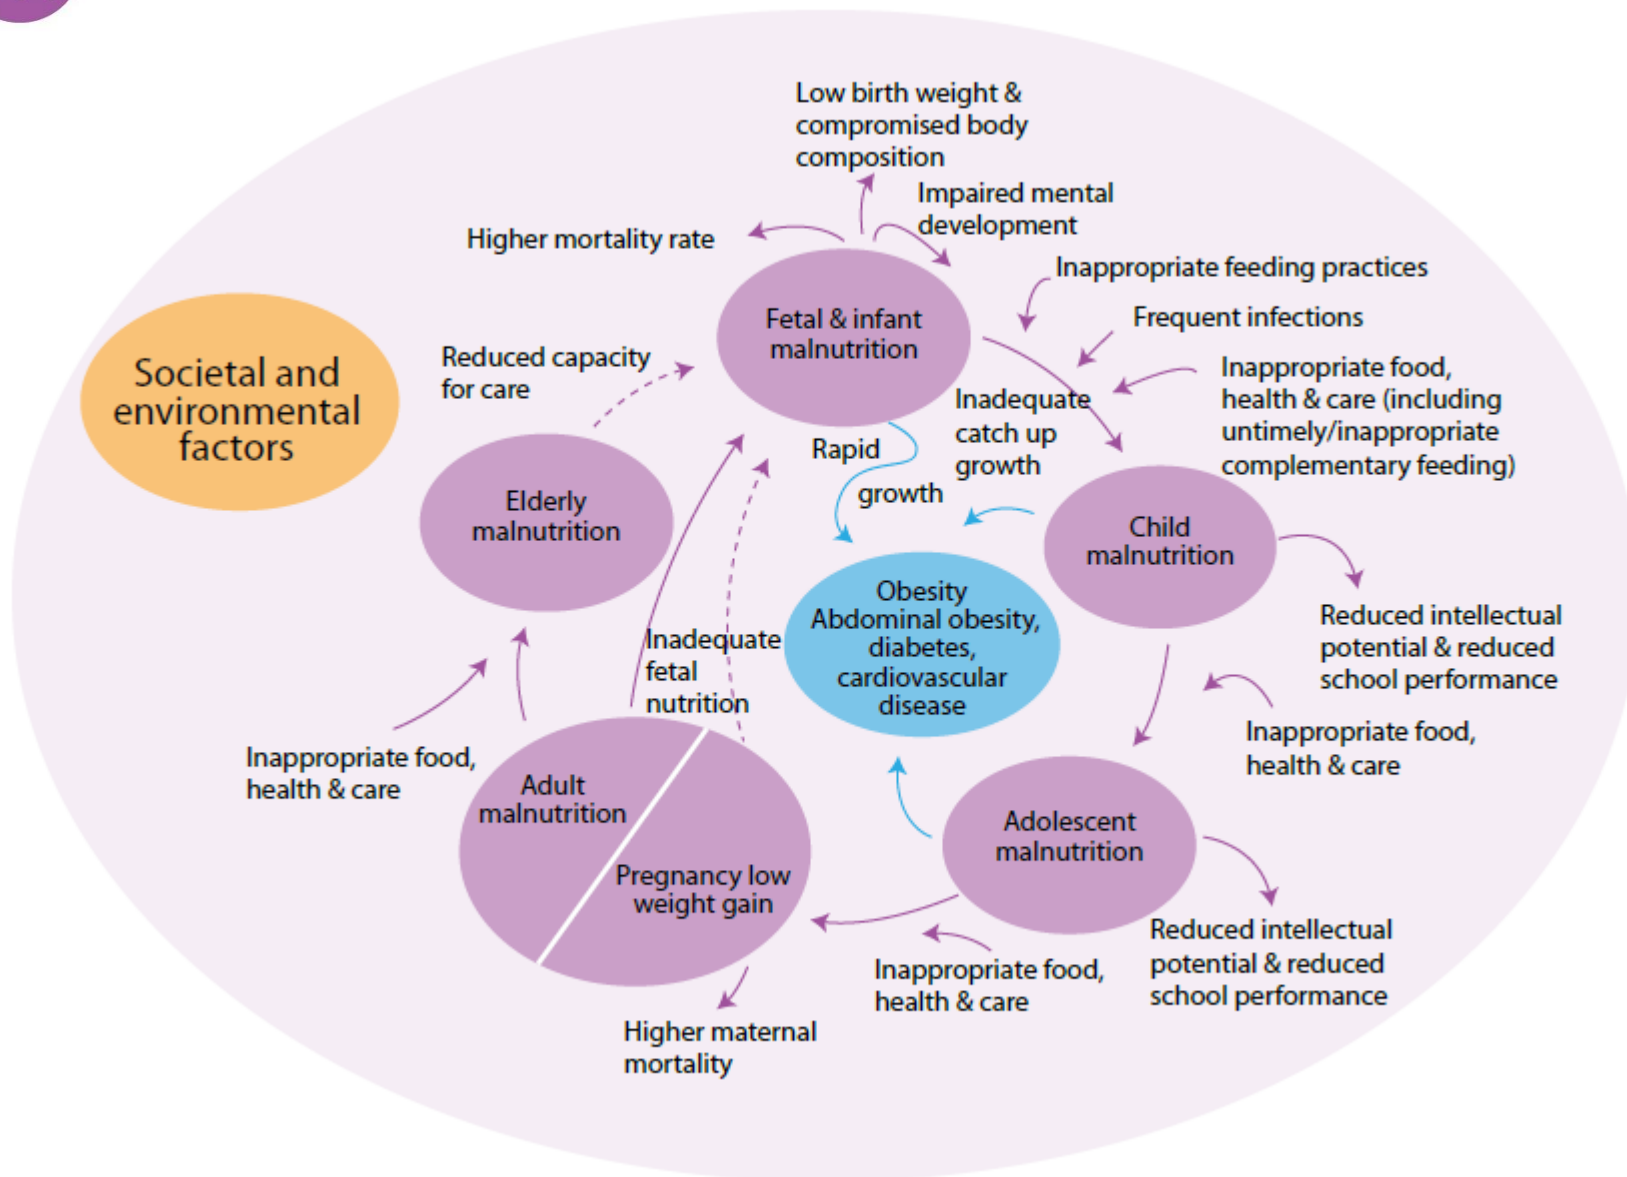 Low birth weight &
compromised body
composition
Impaired mental
development
Higher mortality rate
Inappropriate feeding practices
Frequent infections
Fetal & infant
malnutrition
Inappropriate food,
health & care (including
untimely/inappropriate
complementary feeding)
Societal and
environmental
factors
Reduced capacity
for care
Inadequate
catch up
growth
Rapid
growth
Elderly
malnutrition
Child
malnutrition
Obesity
Abdominal obesity,
diabetes,
cardiovascular
disease
Reduced intellectual
potential & reduced
school performance
Inadequate
fetal
nutrition
Inappropriate food,
health & care
Inappropriate food,
health & care
Adult
malnutrition
Pregnancy low
weight gain
Adolescent
malnutrition
Reduced intellectual
potential & reduced
school performance
Inappropriate food,
health & care
Higher maternal
mortality